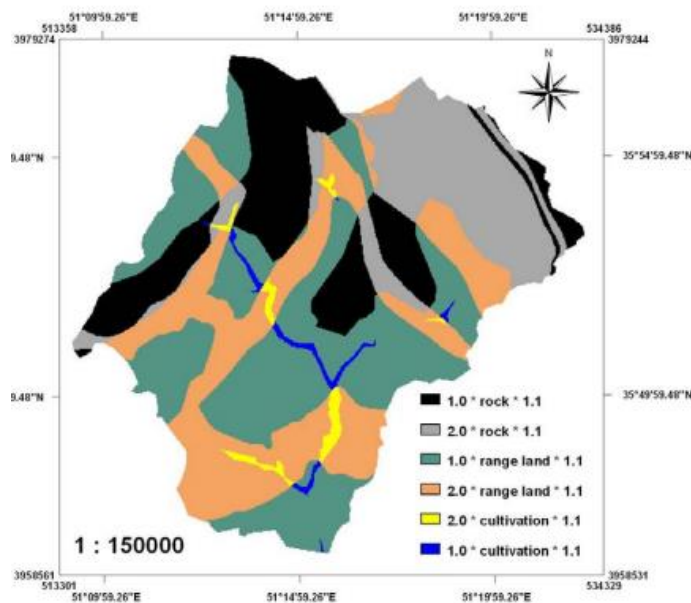 51°09'59.26"E 51°14'59.26 51°19'59.26"E
513358 534386
3979274 3979244
N
9.48"N 35°54'59.48"N
9.48"N 35°49'59.48"N
1.0 * rock * 1.1
2.0 * rock * 1.1
1.0 * range land * 1.1
2.0 * range land * 1.1
2.0 * cultivation * 1.1
1.0 * cultivation * 1.1
1 : 150000
3958561 3958531
513301 534329
51°09'59.26"E 51°14'59.26 51°19'59.26"E